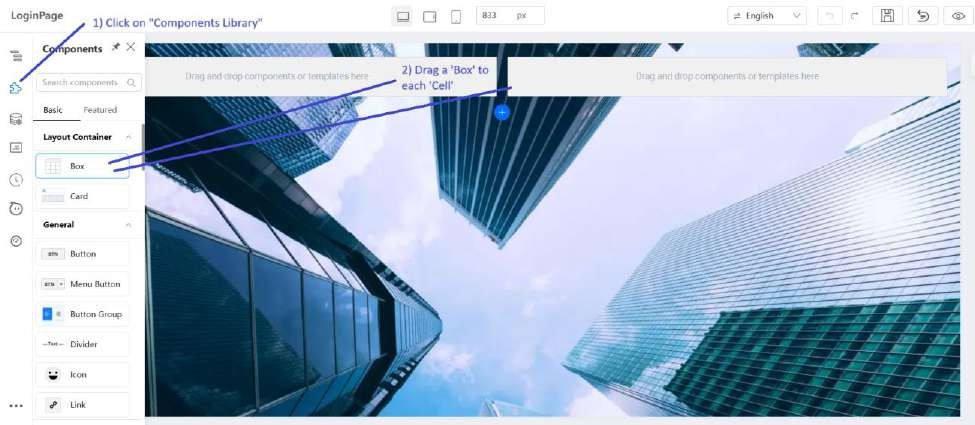 LoginPage
1) Click on "Components Library"
833 px
English
Components
Search components
Basic Featured
Layout Container
Box
Card
General
BTN Button
BTN Menu Button
Button Group
Text Divider
Icon
Link
Drag and drop components or templates here
2) Drag a 'Box' to
each 'Cell'
Drag and drop components or templates here